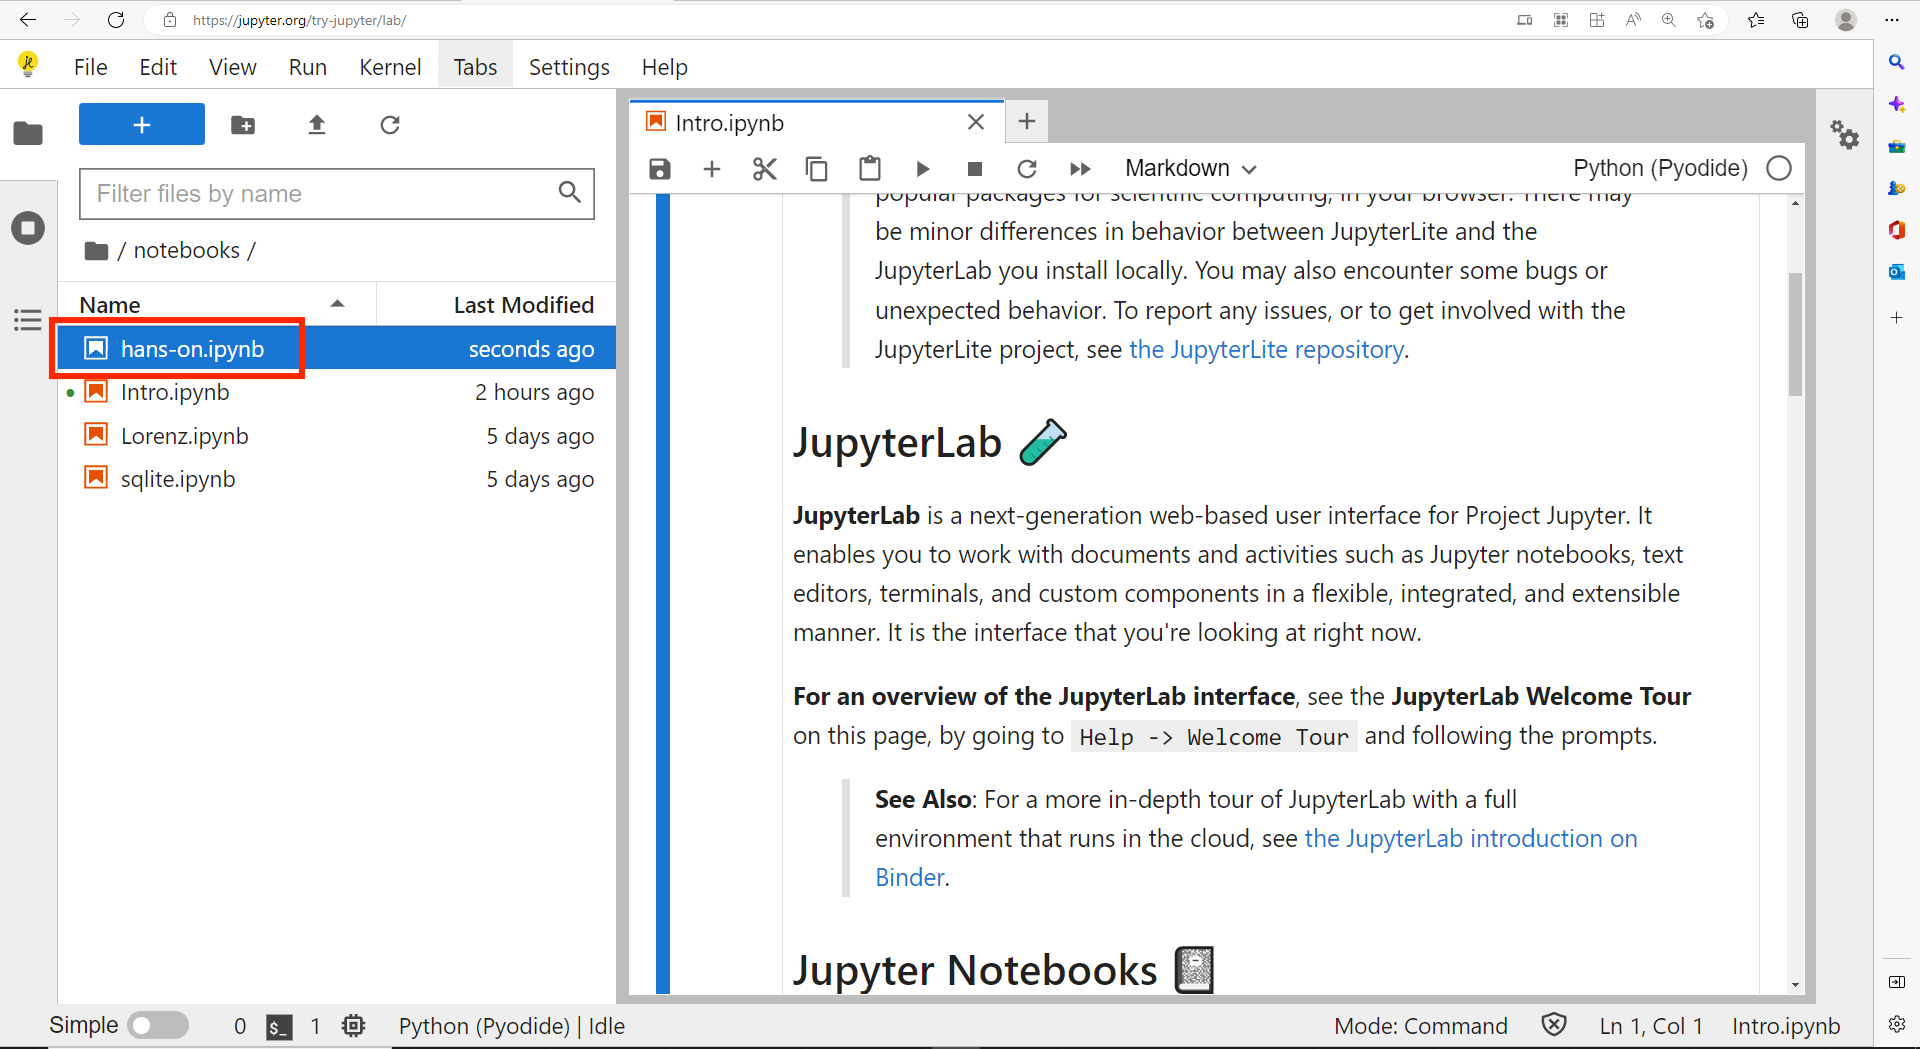 https://jupyter.org/try-jupyter/lab/
File Edit View Run Kernel Tabs Settings Help
Filter files by name
/ notebooks /
Name Last Modified
hans-on.ipynb seconds ago
Intro.ipynb 2 hours ago
Lorenz.ipynb 5 days ago
sqlite.ipynb 5 days ago
Intro.ipynb
Markdown Python (Pyodide)
popular packages for scientific computing, in your browser. There may
be minor differences in behavior between JupyterLite and the
JupyterLab you install locally. You may also encounter some bugs or
unexpected behavior. To report any issues, or to get involved with the
JupyterLite project, see the JupyterLite repository.
JupyterLab
JupyterLab is a next-generation web-based user interface for Project Jupyter. It
enables you to work with documents and activities such as Jupyter notebooks, text
editors, terminals, and custom components in a flexible, integrated, and extensible
manner. It is the interface that you're looking at right now.
For an overview of the JupyterLab interface, see the JupyterLab Welcome Tour
on this page, by going to Help -> Welcome Tour and following the prompts.
See Also: For a more in-depth tour of JupyterLab with a full
environment that runs in the cloud, see the JupyterLab introduction on
Binder.
Jupyter Notebooks
Simple 0 $_ 1 Python (Pyodide) | Idle Mode: Command Ln 1, Col 1 Intro.ipynb